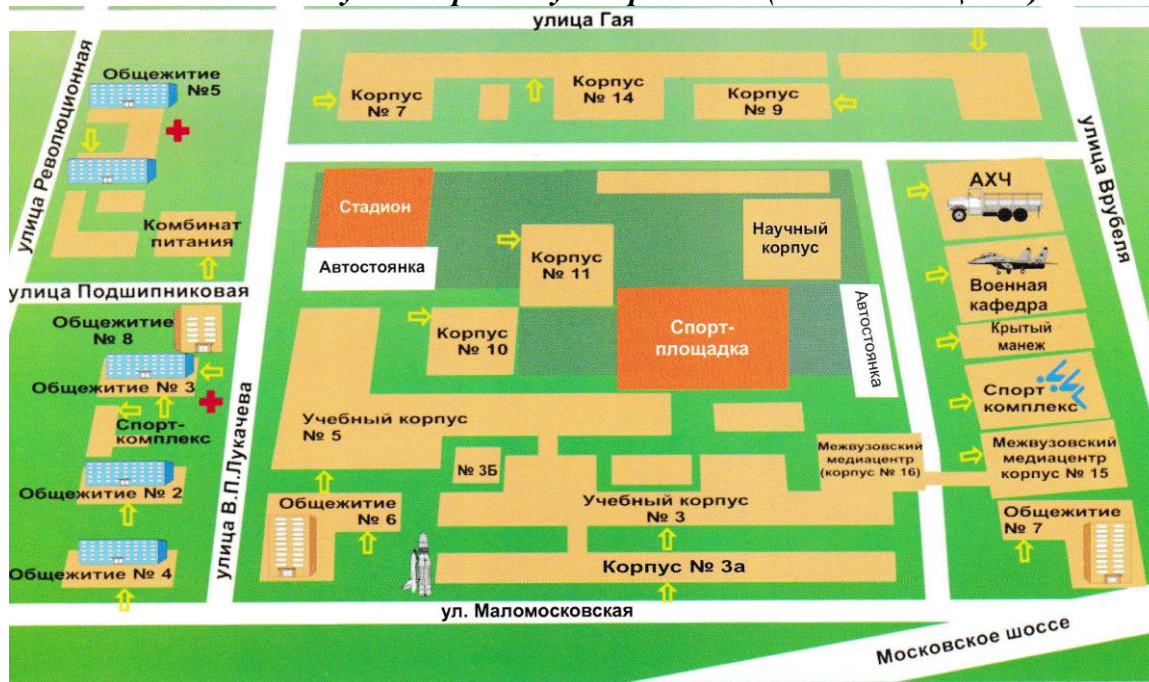 улица Гая
улица Революционная
Общежитие
№5
Корпус
№ 7
Корпус
№ 14
Корпус
№ 9
улица Врубеля
Стадион
АХЧ
Комбинат
питания
Автостоянка
Корпус
№ 11
Научный
корпус
Военная
кафедра
улица Подшипниковая
Общежитие
№ 8
Корпус
№ 10
Спорт-
площадка
Автостоянка
Крытый
манеж
Общежитие № 3
Спорт
комплекс
Спорт-
комплекс
улица В.П.Лукачева
Учебный корпус
№ 5
№ 3Б
Межвузовский
медиацентр
(корпус № 16)
Межвузовский
медиацентр
корпус № 15
Общежитие № 2
Общежитие
№ 6
Учебный корпус
№ 3
Общежитие
№ 7
Общежитие № 4
Корпус № 3а
ул. Маломосковская
Московское шоссе